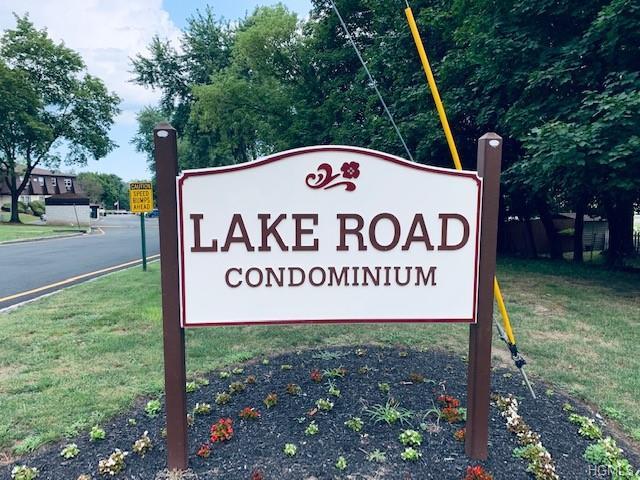 LAKE ROAD
CONDOMINIUM
CAUTION
SPEED
BUMPS
AHEAD
HGMLS